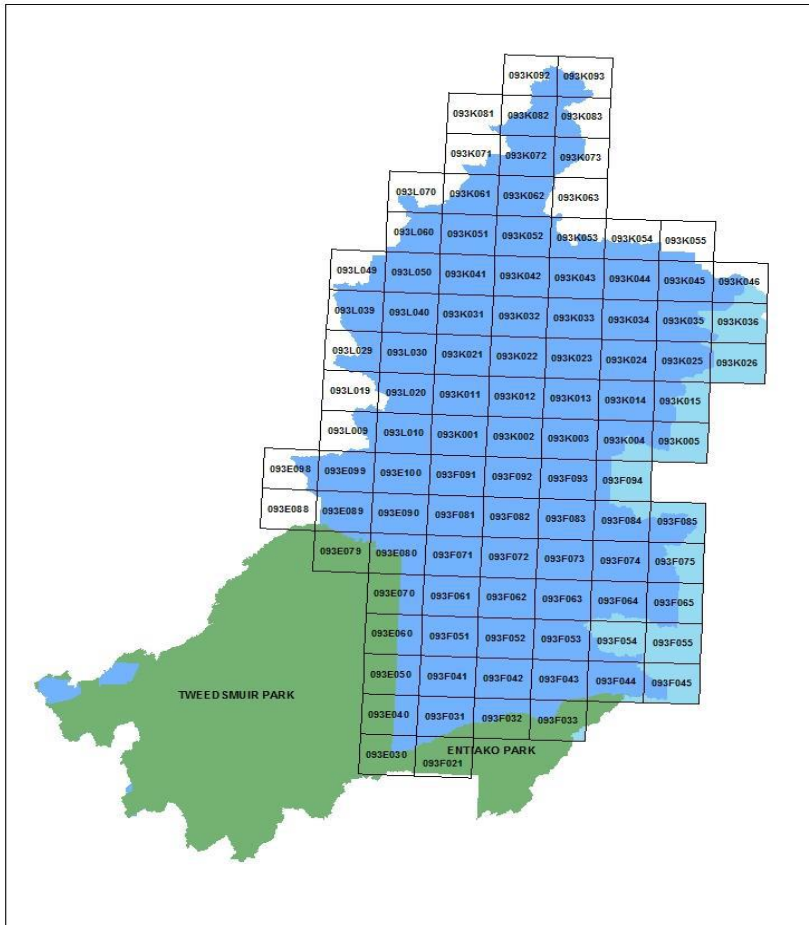 093K092 093K093
093K081 093K082 093K083
093K071 093K072 093K073
093L070 093K061 093K062 093K063
093L060 093K051 093K052 093K053 093K054 093K055
093L049 093L050 093K041 093K042 093K043 093K044 093K045 093K046
093L039 093L040 093K031 093K032 093K033 093K034 093K035 093K036
093L029 093L030 093K021 093K022 093K023 093K024 093K025 093K026
093L019 093L020 093K011 093K012 093K013 093K014 093K015
093L009 093L010 093K001 093K002 093K003 093K004 093K005
093E098 093E099 093E100 093F091 093F092 093F093 093F094
093E088 093E089 093E090 093F081 093F082 093F083 093F084 093F085
093E079 093E080 093F071 093F072 093F073 093F074 093F075
093E070 093F061 093F062 093F063 093F064 093F065
093E060 093F051 093F052 093F053 093F054 093F055
093E050 093F041 093F042 093F043 093F044 093F045
TWEEDSMUIR PARK
093E040 093F031 093F032 093F033
093E030 093F021
ENTIAKO PARK